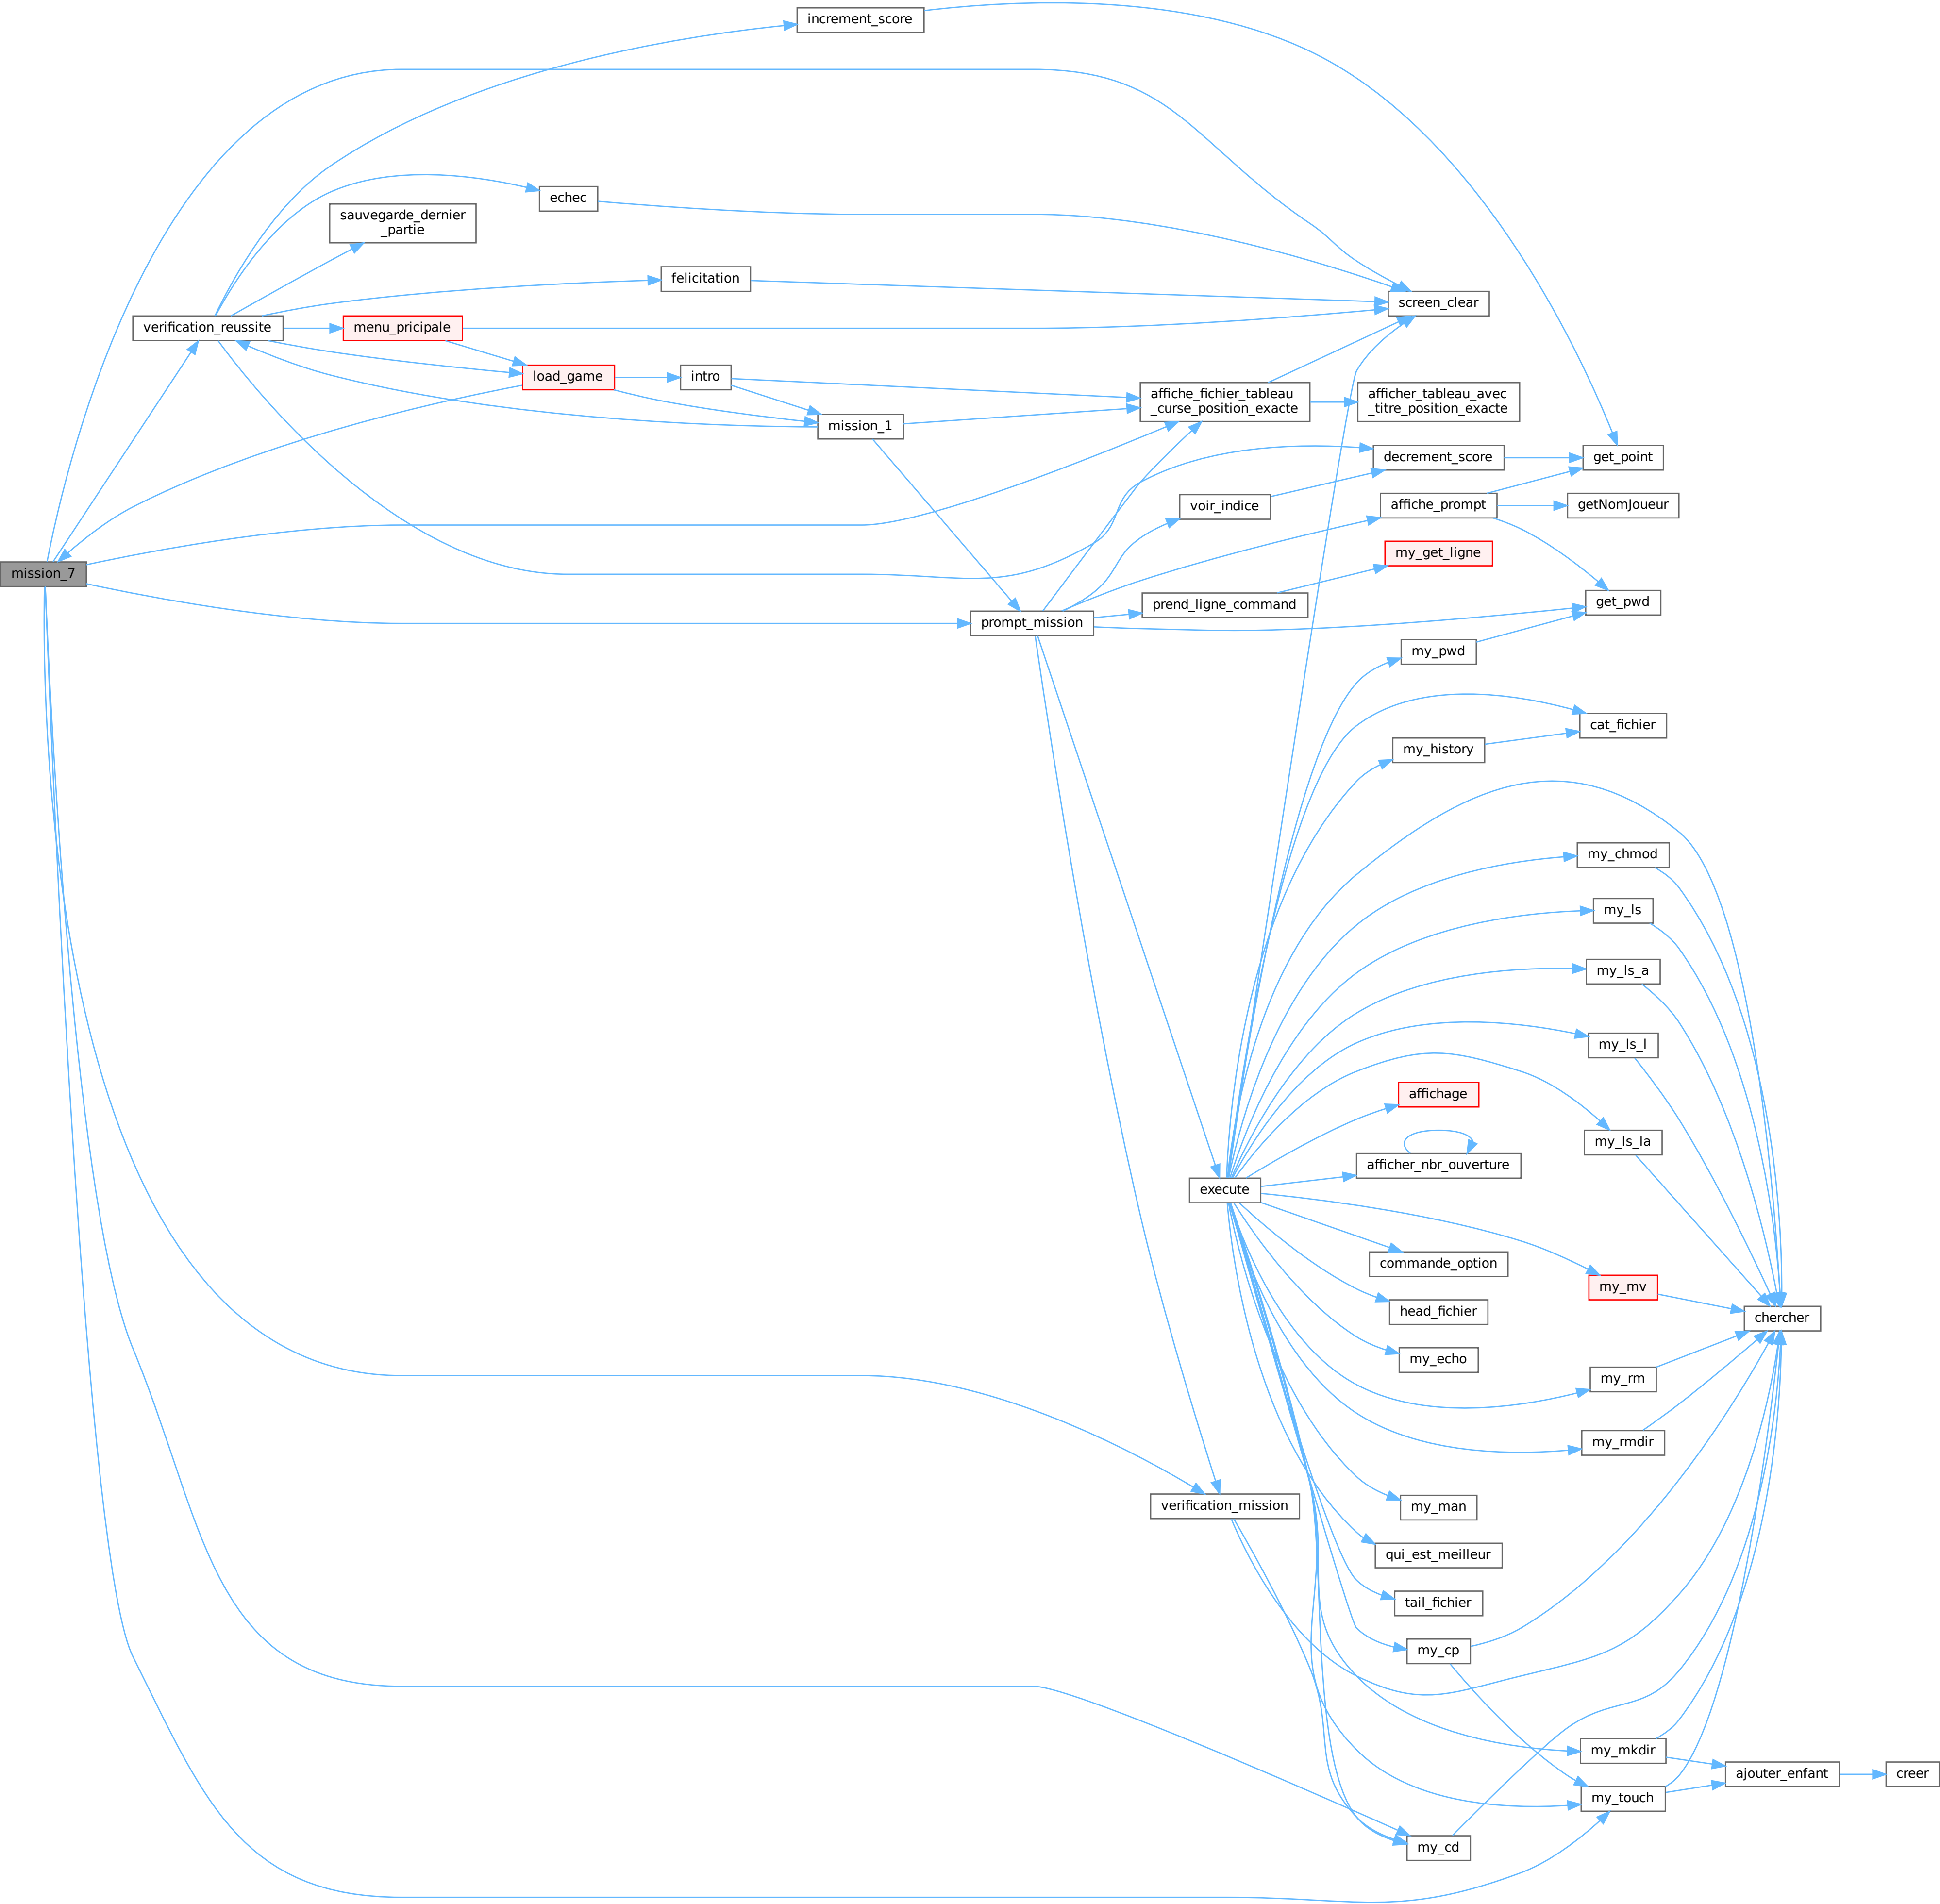 increment_score
echec
sauvegarde_dernier
_partie
felicitation
screen_clear
verification_reussite
menu_pricipale
load_game
intro
affiche_fichier_tableau
_curse_position_exacte
afficher_tableau_avec
_titre_position_exacte
mission_1
decrement_score
get_point
voir_indice
affiche_prompt
getNomJoueur
my_get_ligne
mission_7
prend_ligne_command
get_pwd
prompt_mission
my_pwd
cat_fichier
my_history
my_chmod
my_ls
my_ls_a
my_ls_l
affichage
my_ls_la
afficher_nbr_ouverture
execute
commande_option
my_mv
head_fichier
chercher
my_echo
my_rm
my_rmdir
verification_mission
my_man
qui_est_meilleur
tail_fichier
my_cp
my_mkdir
ajouter_enfant
creer
my_touch
my_cd